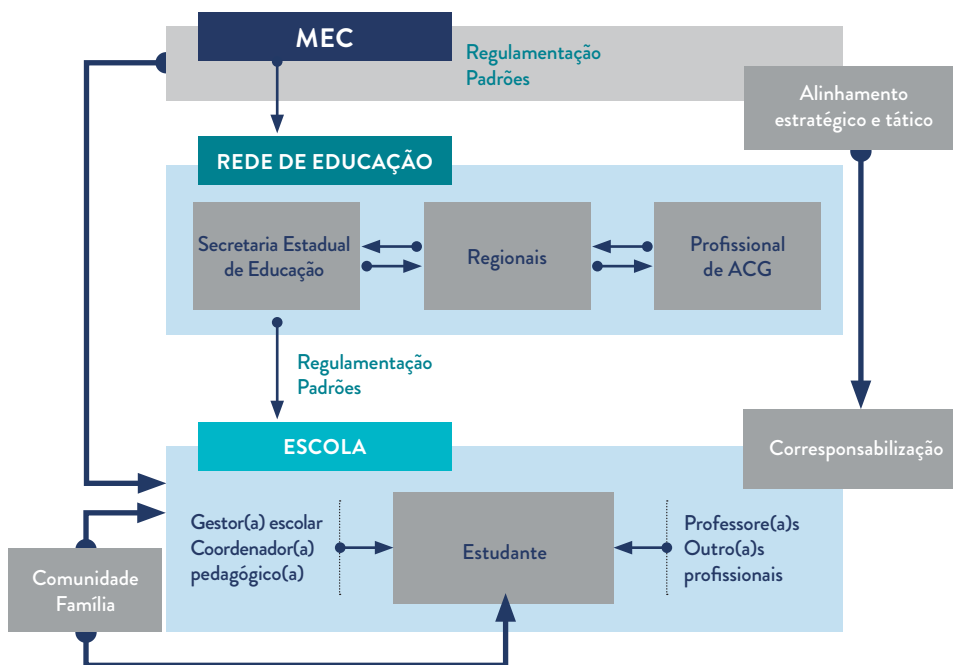 MEC
Regulamentação
Padrões
Alinhamento
estratégico e tático
REDE DE EDUCAÇÃO
Secretaria Estadual
de Educação
Regionais
Profissional
de ACG
Regulamentação
Padrões
ESCOLA
Corresponsabilização
Gestor(a) escolar
Coordenador(a)
pedagógico(a)
Estudante
Professore(a)s
Outro(a)s
profissionais
Comunidade
Família